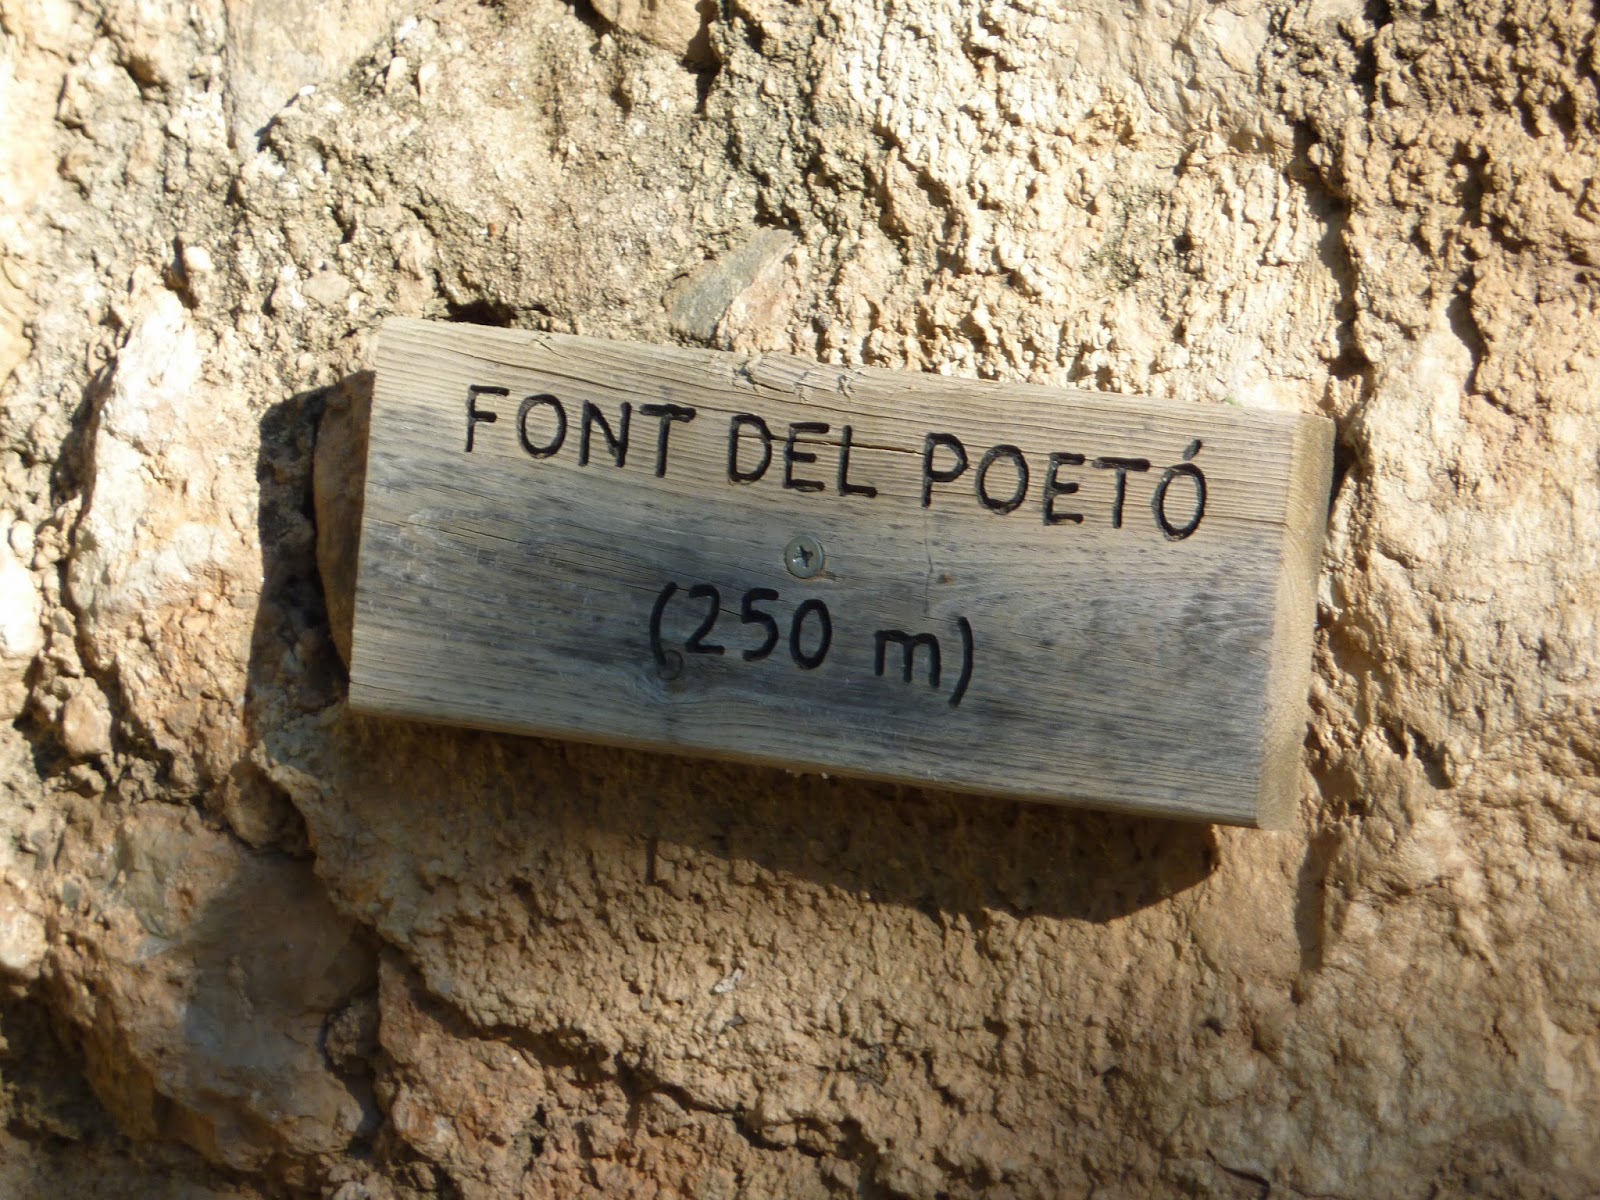 FONT DEL POETÓ
(250 m)